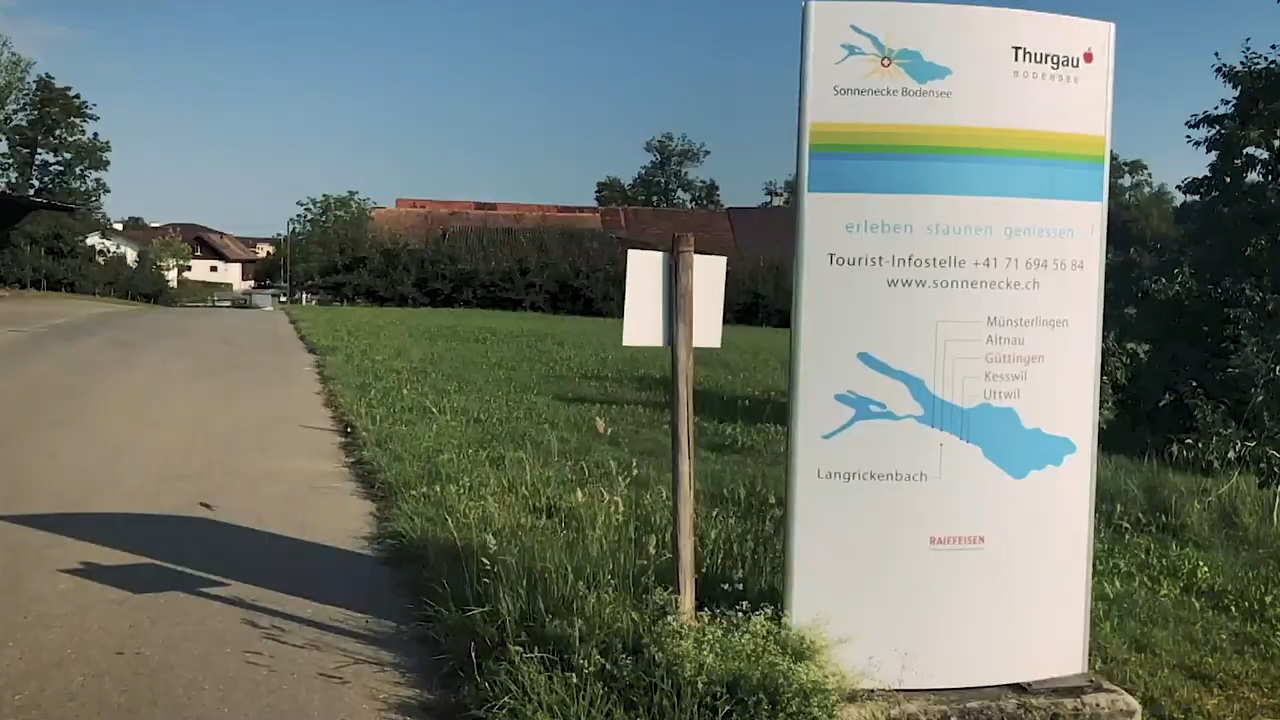 Sonnenecke Bodensee
Thurgau
BODENSEE
erleben staunen geniessen
Tourist-Infostelle +41 71 694 56 84
www.sonnenecke.ch
Münsterlingen
Altnau
Güttingen
Kesswil
Uttwil
Langrickenbach
RAIFFEISEN